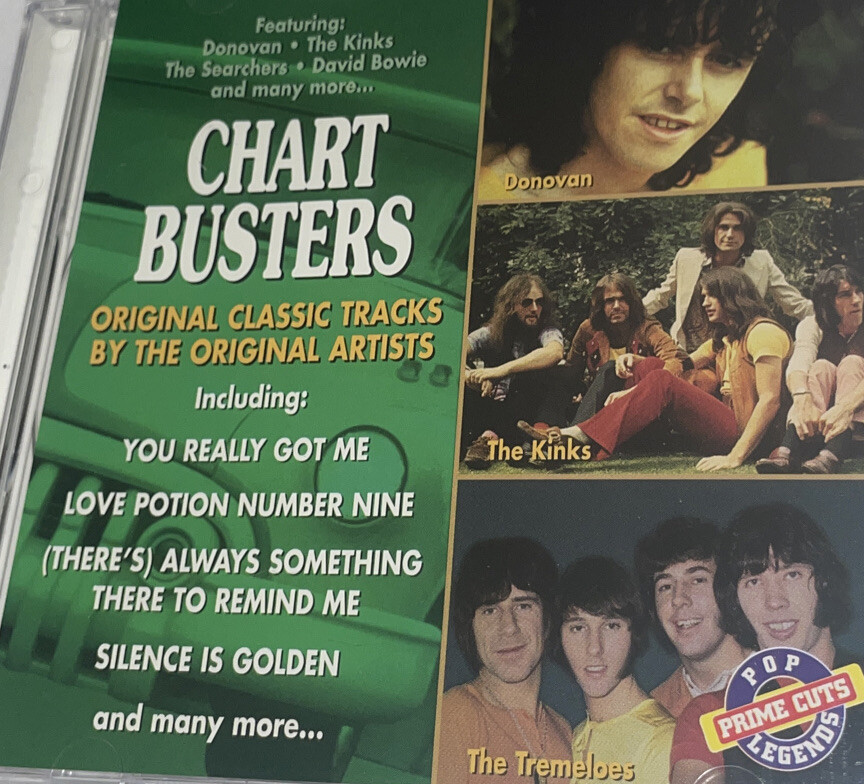 Featuring:
Donovan • The Kinks
The Searchers • David Bowie
and many more...
CHART
BUSTERS
ORIGINAL CLASSIC TRACKS
BY THE ORIGINAL ARTISTS
Including:
YOU REALLY GOT ME
LOVE POTION NUMBER NINE
(THERE'S) ALWAYS SOMETHING
THERE TO REMIND ME
SILENCE IS GOLDEN
and many more...
Donovan
The Kinks
The Tremeloes
POP
PRIME CUTS
LEGENDS